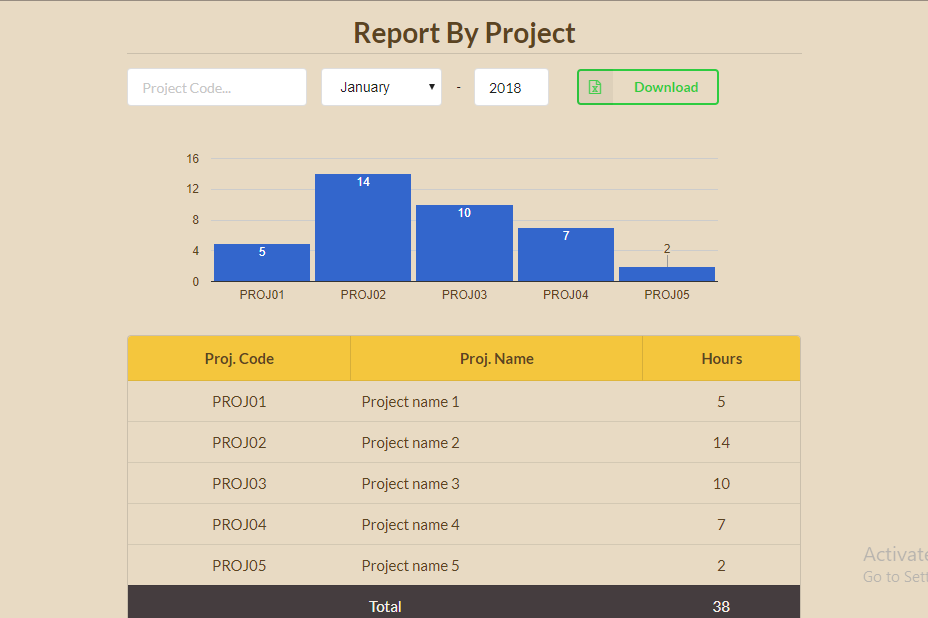 Report By Project
Project Code... January - 2018 Download
16
12
8
4
0
5 14 10 7 2
PROJ01 PROJ02 PROJ03 PROJ04 PROJ05
Proj. Code Proj. Name Hours
PROJ01 Project name 1 5
PROJ02 Project name 2 14
PROJ03 Project name 3 10
PROJ04 Project name 4 7
PROJ05 Project name 5 2
Total 38
Activate
Go to Sett